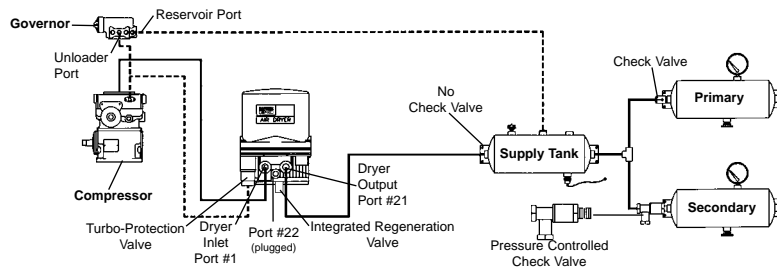 Governor
Reservoir Port
Unloader
Port
Compressor
AIR DRYER
Turbo-Protection
Valve
Dryer
Inlet
Port #1
Port #22
(plugged)
Integrated Regeneration
Valve
Dryer
Output
Port #21
No
Check Valve
Supply Tank
Check Valve
Primary
Secondary
Pressure Controlled
Check Valve